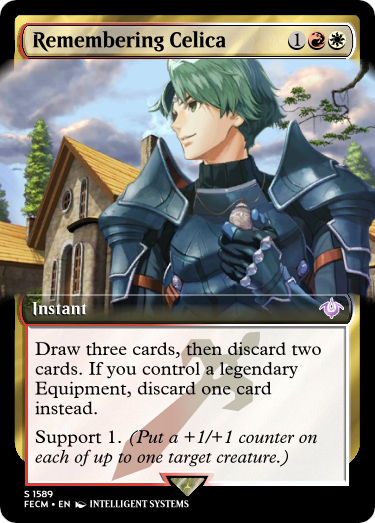 Remembering Celica 1
Instant
Draw three cards, then discard two
cards. If you control a legendary
Equipment, discard one card
instead.
Support 1. (Put a +1/+1 counter on
each of up to one target creature.)
S 1589
FECM • EN INTELLIGENT SYSTEMS